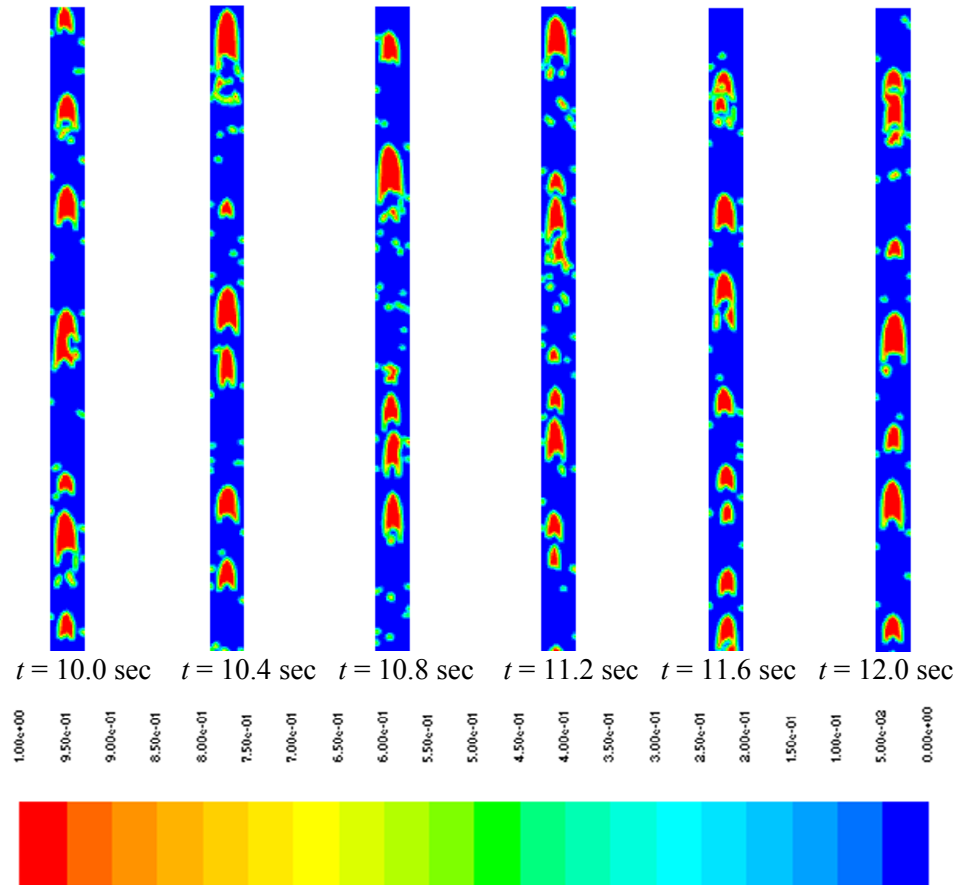 t = 10.0 sec
t = 10.4 sec
t = 10.8 sec
t = 11.2 sec
t = 11.6 sec
t = 12.0 sec
1.00e+00
9.50e-01
9.00e-01
8.50e-01
8.00e-01
7.50e-01
7.00e-01
6.50e-01
6.00e-01
5.50e-01
5.00e-01
4.50e-01
4.00e-01
3.50e-01
3.00e-01
2.50e-01
2.00e-01
1.50e-01
1.00e-01
5.00e-02
0.00e+00